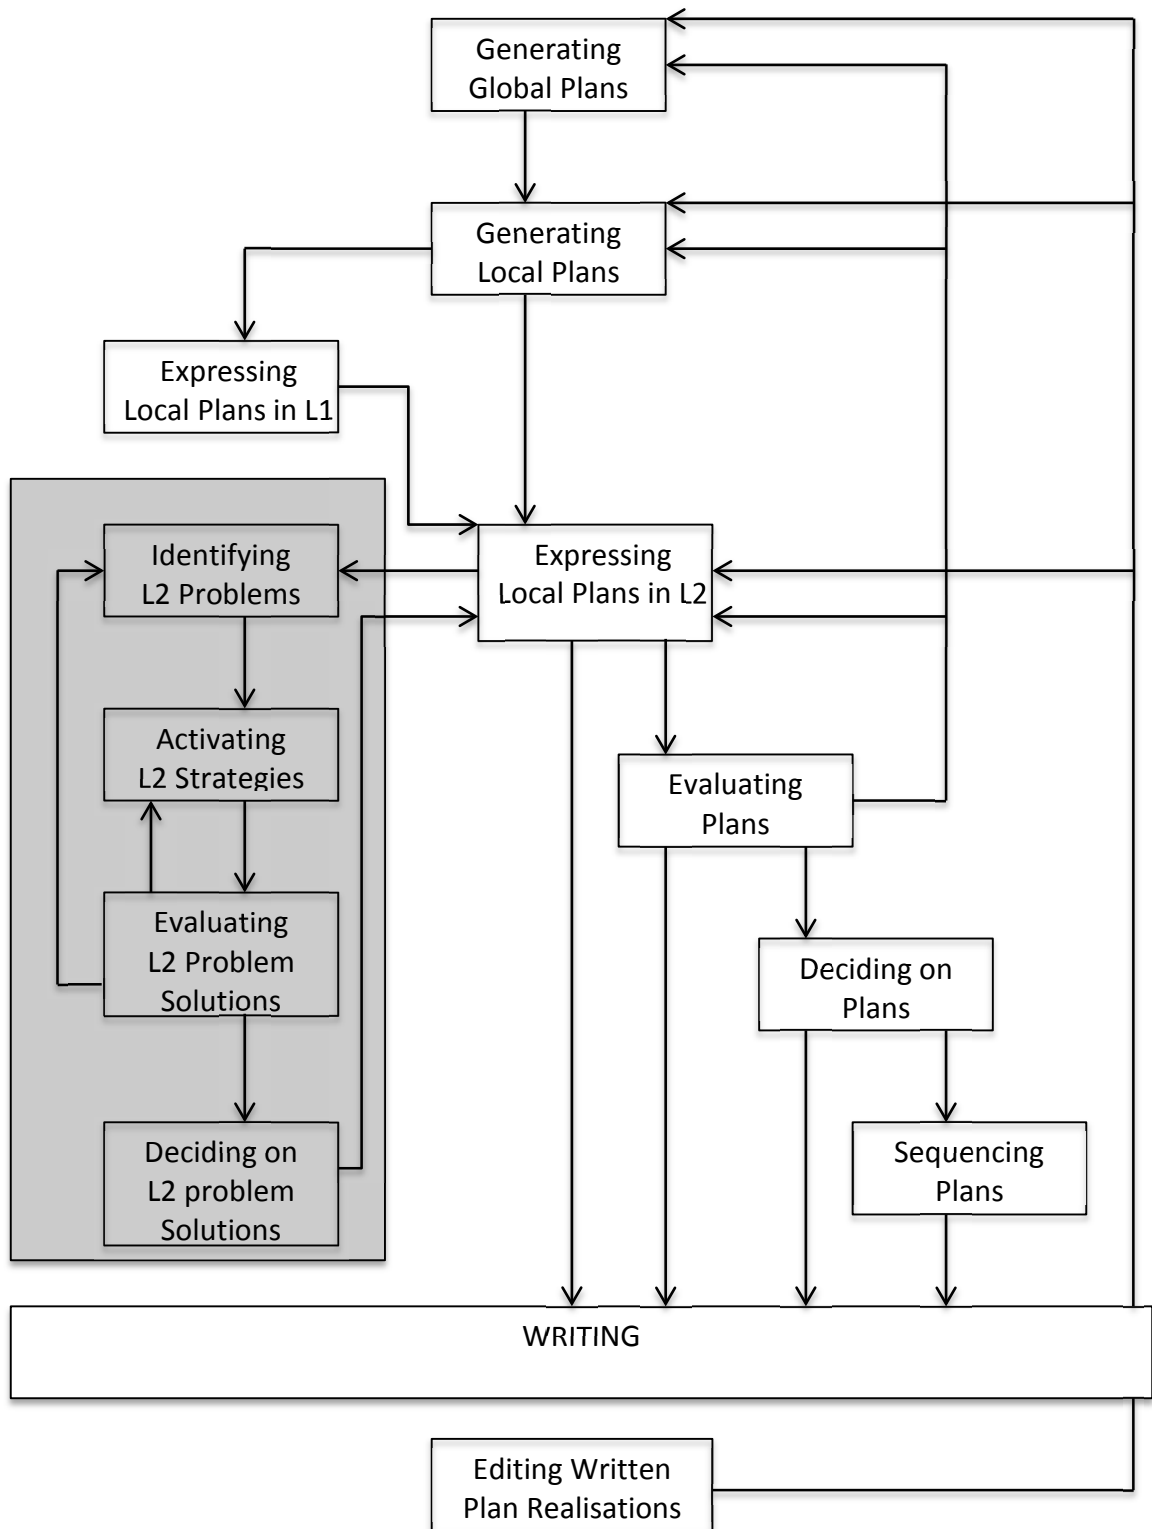 Generating
Global Plans
Generating
Local Plans
Expressing
Local Plans in L1
Expressing
Local Plans in L2
Identifying
L2 Problems
Activating
L2 Strategies
Evaluating
Plans
Evaluating
L2 Problem
Solutions
Deciding on
Plans
Deciding on
L2 problem
Solutions
Sequencing
Plans
WRITING
Editing Written
Plan Realisations